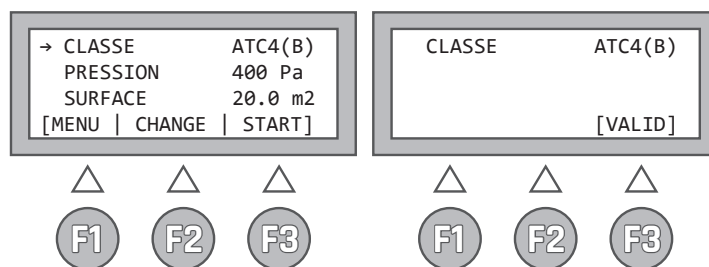 → CLASSE ATC4(B)
PRESSION 400 Pa
SURFACE 20.0 m2
[MENU | CHANGE | START]
F1 F2 F3
CLASSE ATC4(B)
[VALID]
F1 F2 F3